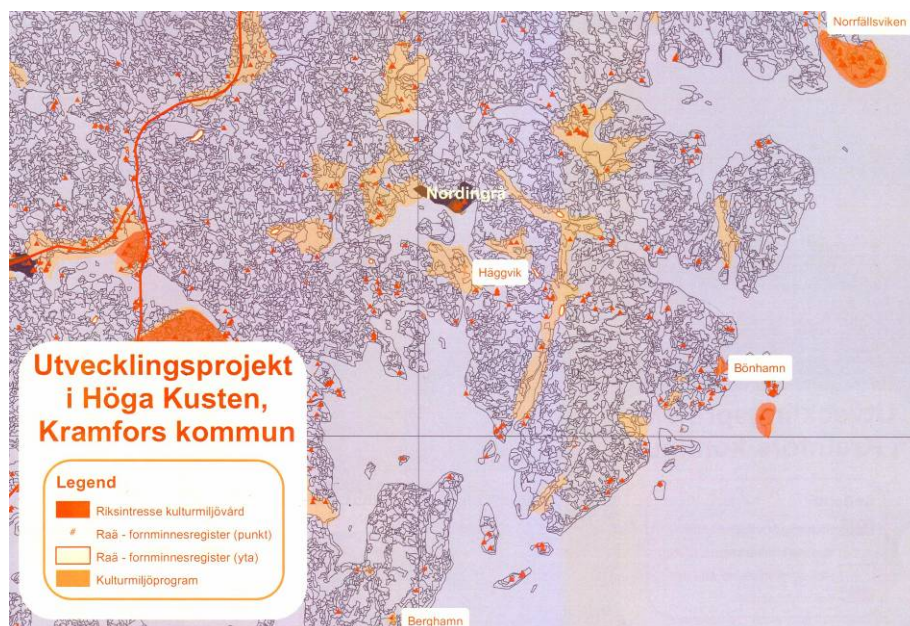 Norrfällsviken
Nordingrå
Häggvik
Bönhamn
Utvecklingsprojekt
i Höga Kusten,
Kramfors kommun
Legend
Riksintresse kulturmiljövård
Raä - fornminnesregister (punkt)
Raä - fornminnesregister (yta)
Kulturmiljöprogram
Berghamn